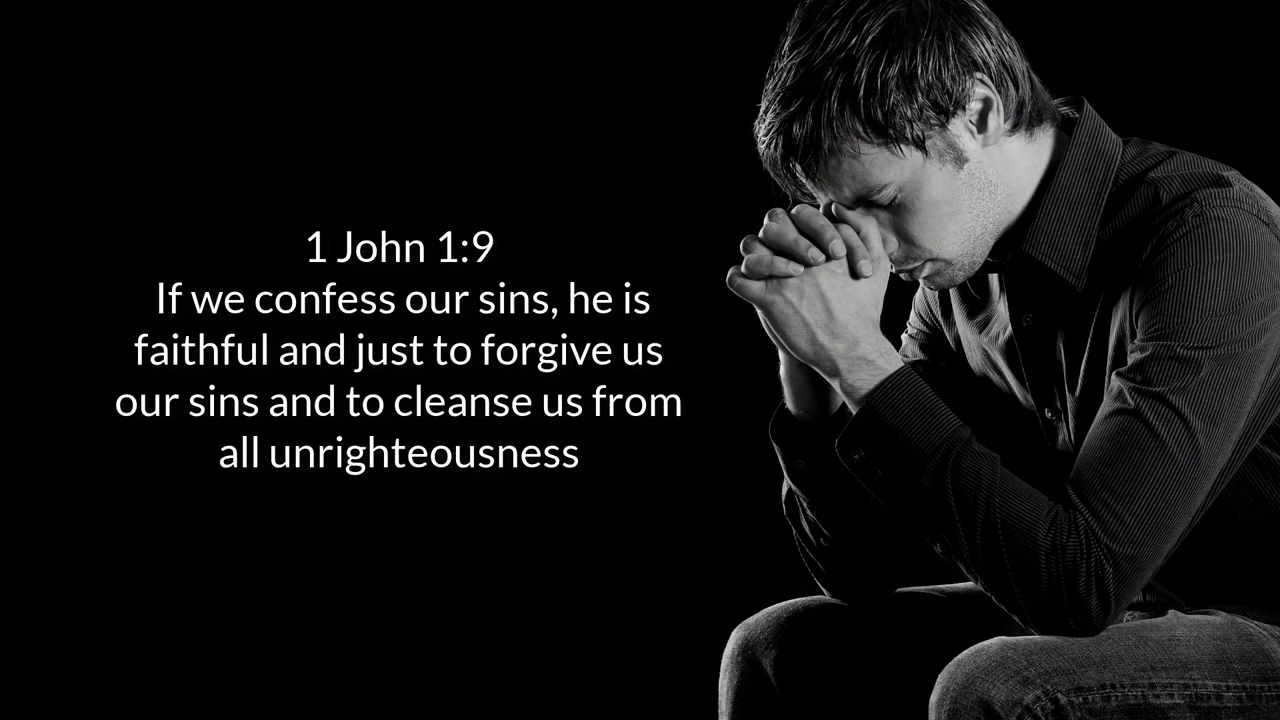 1 John 1:9
If we confess our sins, he is
faithful and just to forgive us
our sins and to cleanse us from
all unrighteousness